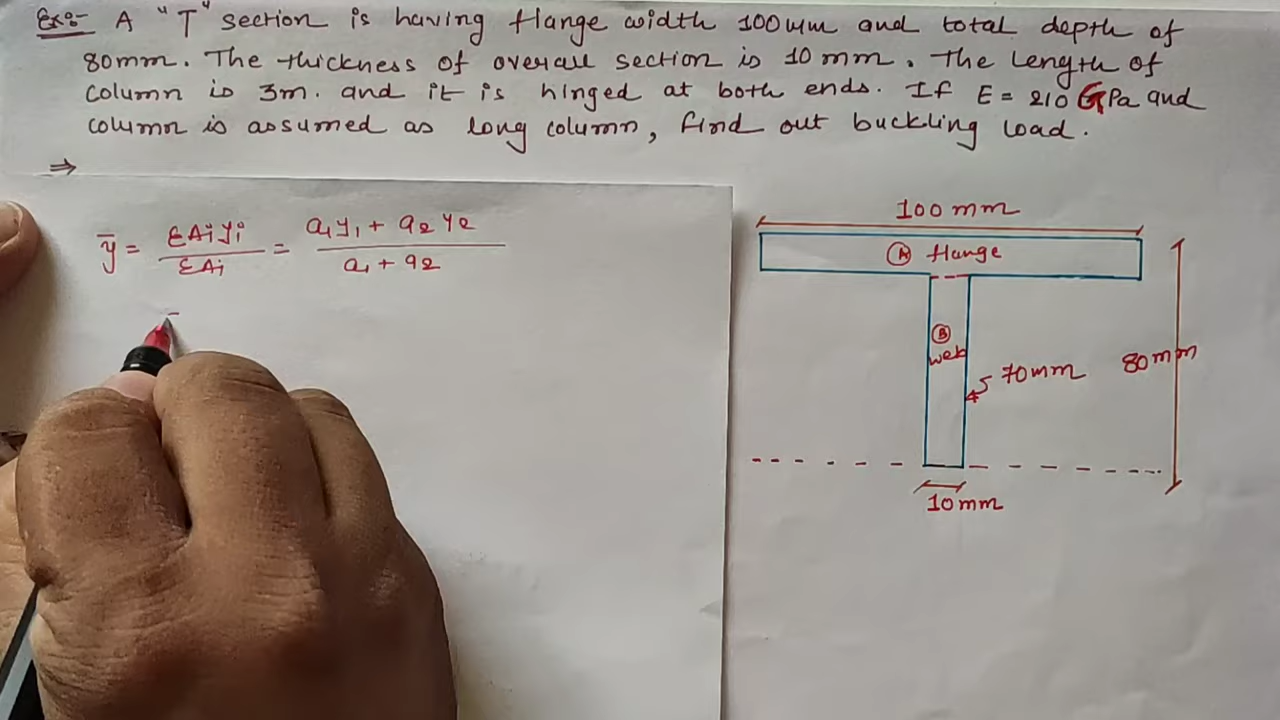 Ex:- A "T" section is having flange width 100mm and total depth of
80mm. The thickness of overall section is 10mm. The length of
column is 3m. and it is hinged at both ends. If E = 210 GPa and
column is assumed as long column, find out buckling load.
⇒
ȳ = ΣAiyi / ΣAi = a1y1 + a2y2 / a1 + a2
100mm
Ⓐ flange
Ⓑ
web
70mm
80mm
10mm